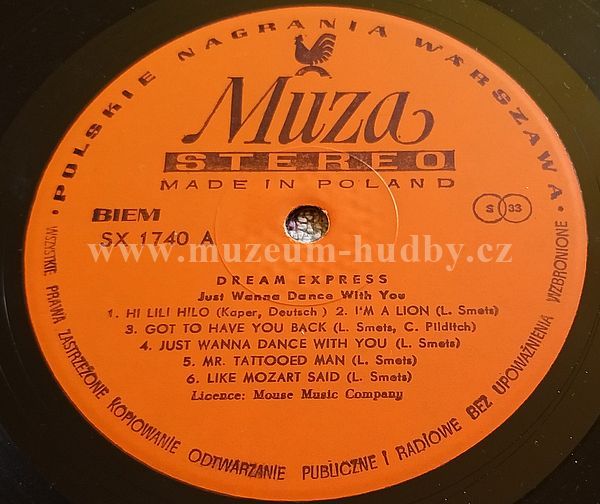 • POLSKIE NAGRANIA WARSZAWA •
Muza
STEREO
MADE IN POLAND
BIEM
SX 1740 A
S 33
www.muzeum-hudby.cz
DREAM EXPRESS
Just Wanna Dance With You
1. HI LILI HILO (Kaper, Deutsch ) 2. I'M A LION (L. Smets)
3. GOT TO HAVE YOU BACK (L. Smets, C. Pilditch)
4. JUST WANNA DANCE WITH YOU (L. Smets)
5. MR. TATTOOED MAN (L. Smets)
6. LIKE MOZART SAID (L. Smets)
Licence: Mouse Music Company
WSZYSTKIE PRAWA ZASTRZEŻONE KOPIOWANIE ODTWARZANIE PUBLICZNE I RADIOWE BEZ UPOWAŻNIENIA WZBRONIONE